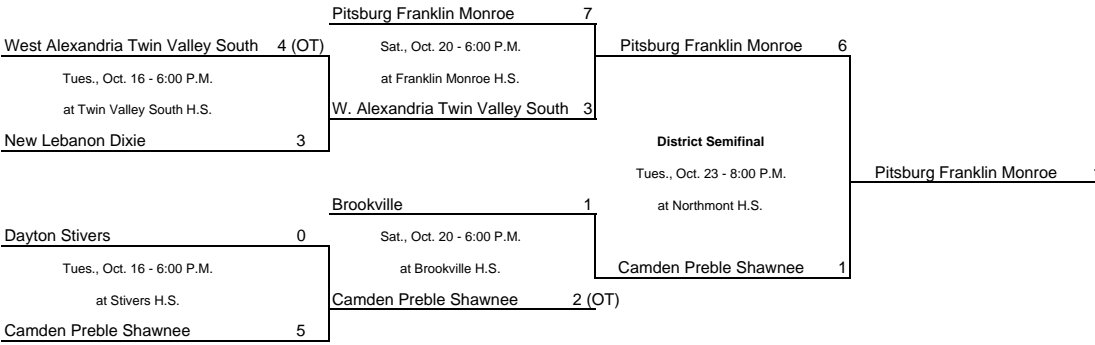 Pitsburg Franklin Monroe 7
West Alexandria Twin Valley South 4 (OT)
Sat., Oct. 20 - 6:00 P.M.
Pitsburg Franklin Monroe 6
Tues., Oct. 16 - 6:00 P.M.
at Franklin Monroe H.S.
at Twin Valley South H.S.
W. Alexandria Twin Valley South 3
New Lebanon Dixie 3
District Semifinal
Tues., Oct. 23 - 8:00 P.M.
Pitsburg Franklin Monroe
Brookville 1
at Northmont H.S.
Dayton Stivers 0
Sat., Oct. 20 - 6:00 P.M.
Tues., Oct. 16 - 6:00 P.M.
at Brookville H.S.
Camden Preble Shawnee 1
at Stivers H.S.
Camden Preble Shawnee 2 (OT)
Camden Preble Shawnee 5